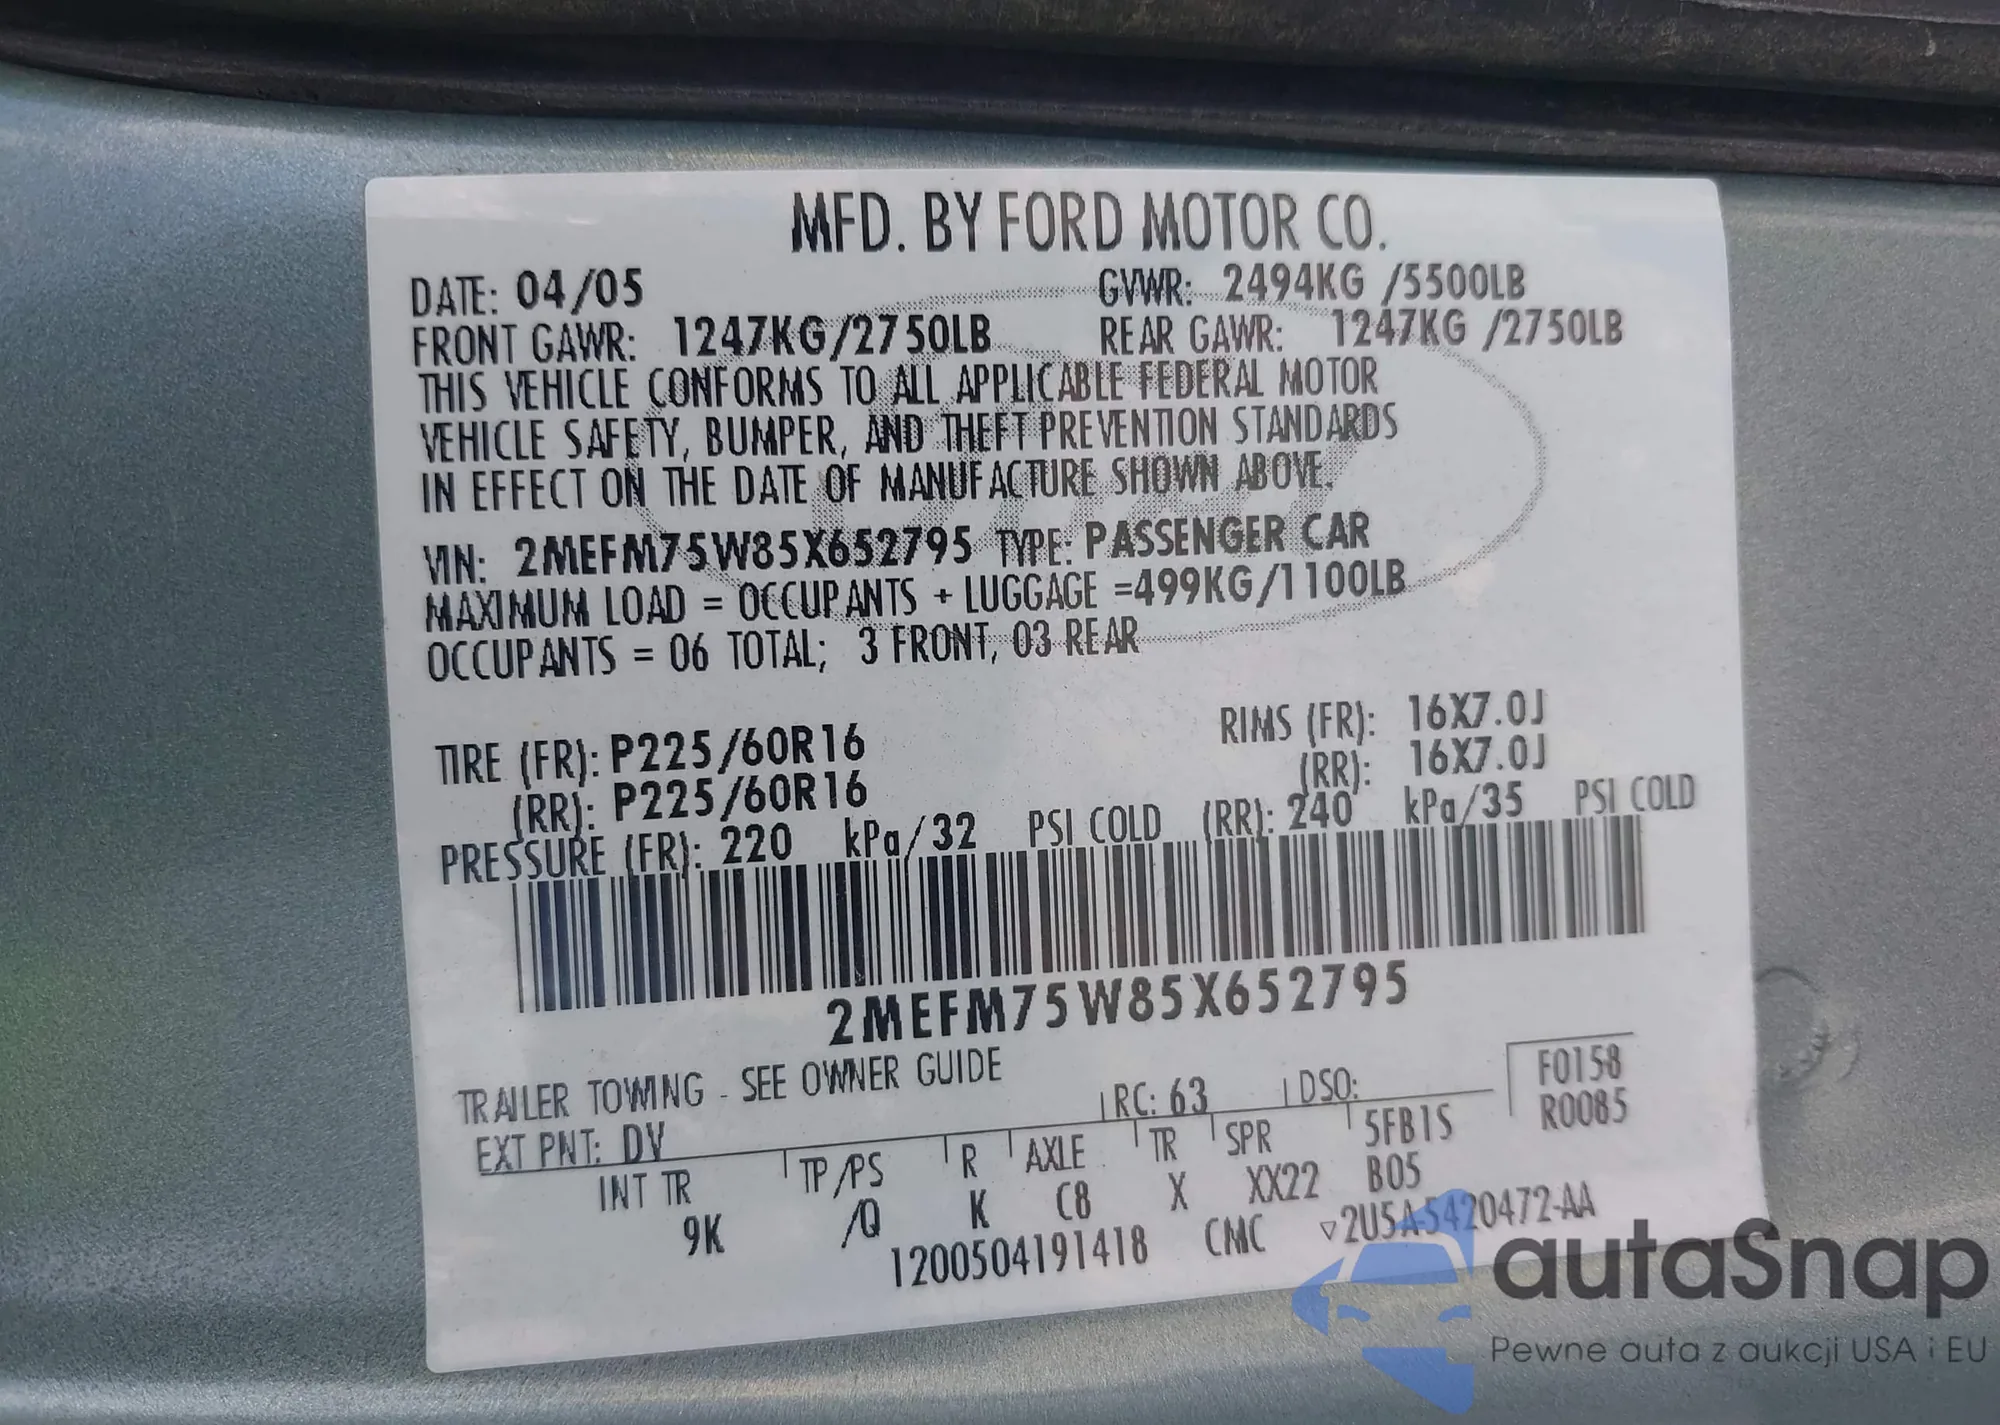 MFD. BY FORD MOTOR CO.
DATE: 04/05 GVWR: 2494KG /5500LB
FRONT GAWR: 1247KG/2750LB REAR GAWR: 1247KG /2750LB
THIS VEHICLE CONFORMS TO ALL APPLICABLE FEDERAL MOTOR
VEHICLE SAFETY, BUMPER, AND THEFT PREVENTION STANDARDS
IN EFFECT ON THE DATE OF MANUFACTURE SHOWN ABOVE.
VIN: 2MEFM75W85X652795 TYPE: PASSENGER CAR
MAXIMUM LOAD = OCCUPANTS + LUGGAGE =499KG/1100LB
OCCUPANTS = 06 TOTAL; 3 FRONT, 03 REAR
TIRE (FR): P225/60R16 RIMS (FR): 16X7.0J
(RR): P225/60R16 (RR): 16X7.0J
PRESSURE (FR): 220 kPa/32 PSI COLD (RR): 240 kPa/35 PSI COLD
2MEFM75W85X652795
TRAILER TOWING - SEE OWNER GUIDE
EXT PNT: DV RC: 63 DSO: F0158
R0085
INT TR TP/PS R AXLE TR SPR 5FB1S
9K /Q K C8 X XX22 B05
1200504191418 CMC ▽2U5A-5420472-AA
autaSnap
Pewne auta z aukcji USA i EU